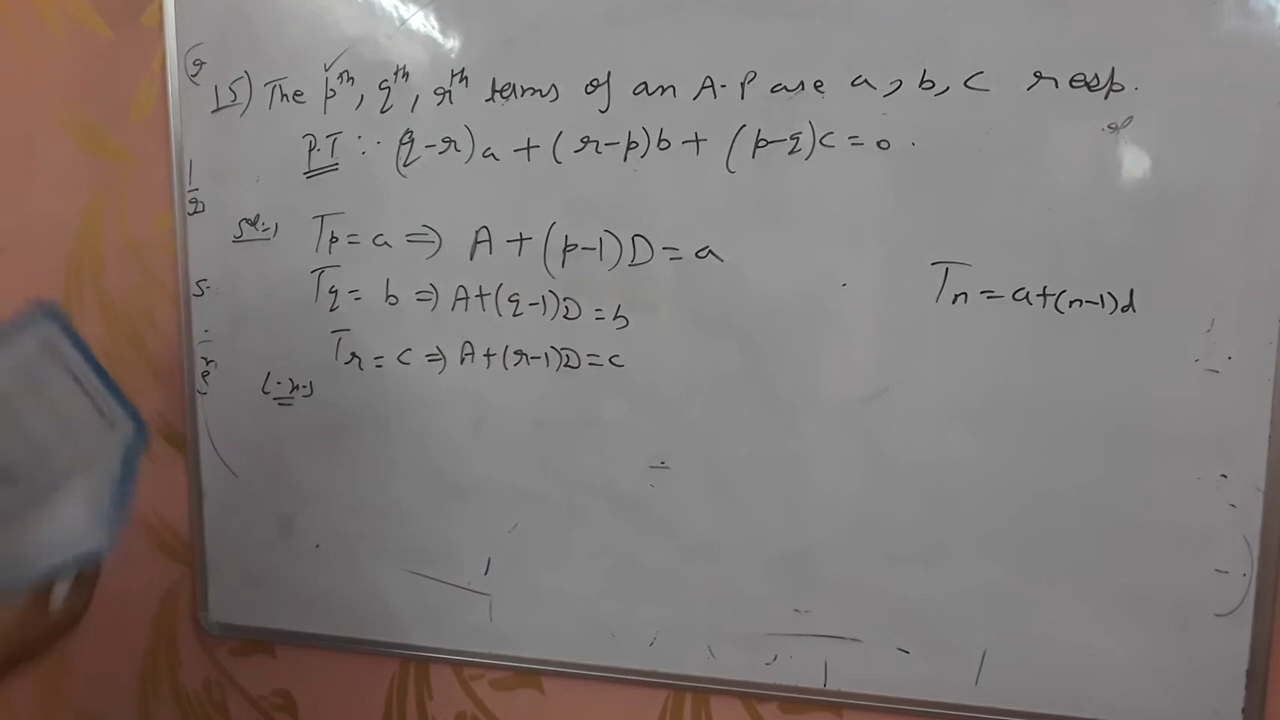 15) The pᵗʰ, qᵗʰ, rᵗʰ terms of an A-P are a, b, c resp.
P.T :· (q-r)a + (r-p)b + (p-q)c = 0.
Sol:-) Tp = a ⇒ A + (p-1)D = a
Tq = b ⇒ A+(q-1)D = b
Tn = a+(n-1)d
Tr = c ⇒ A+(r-1)D = c